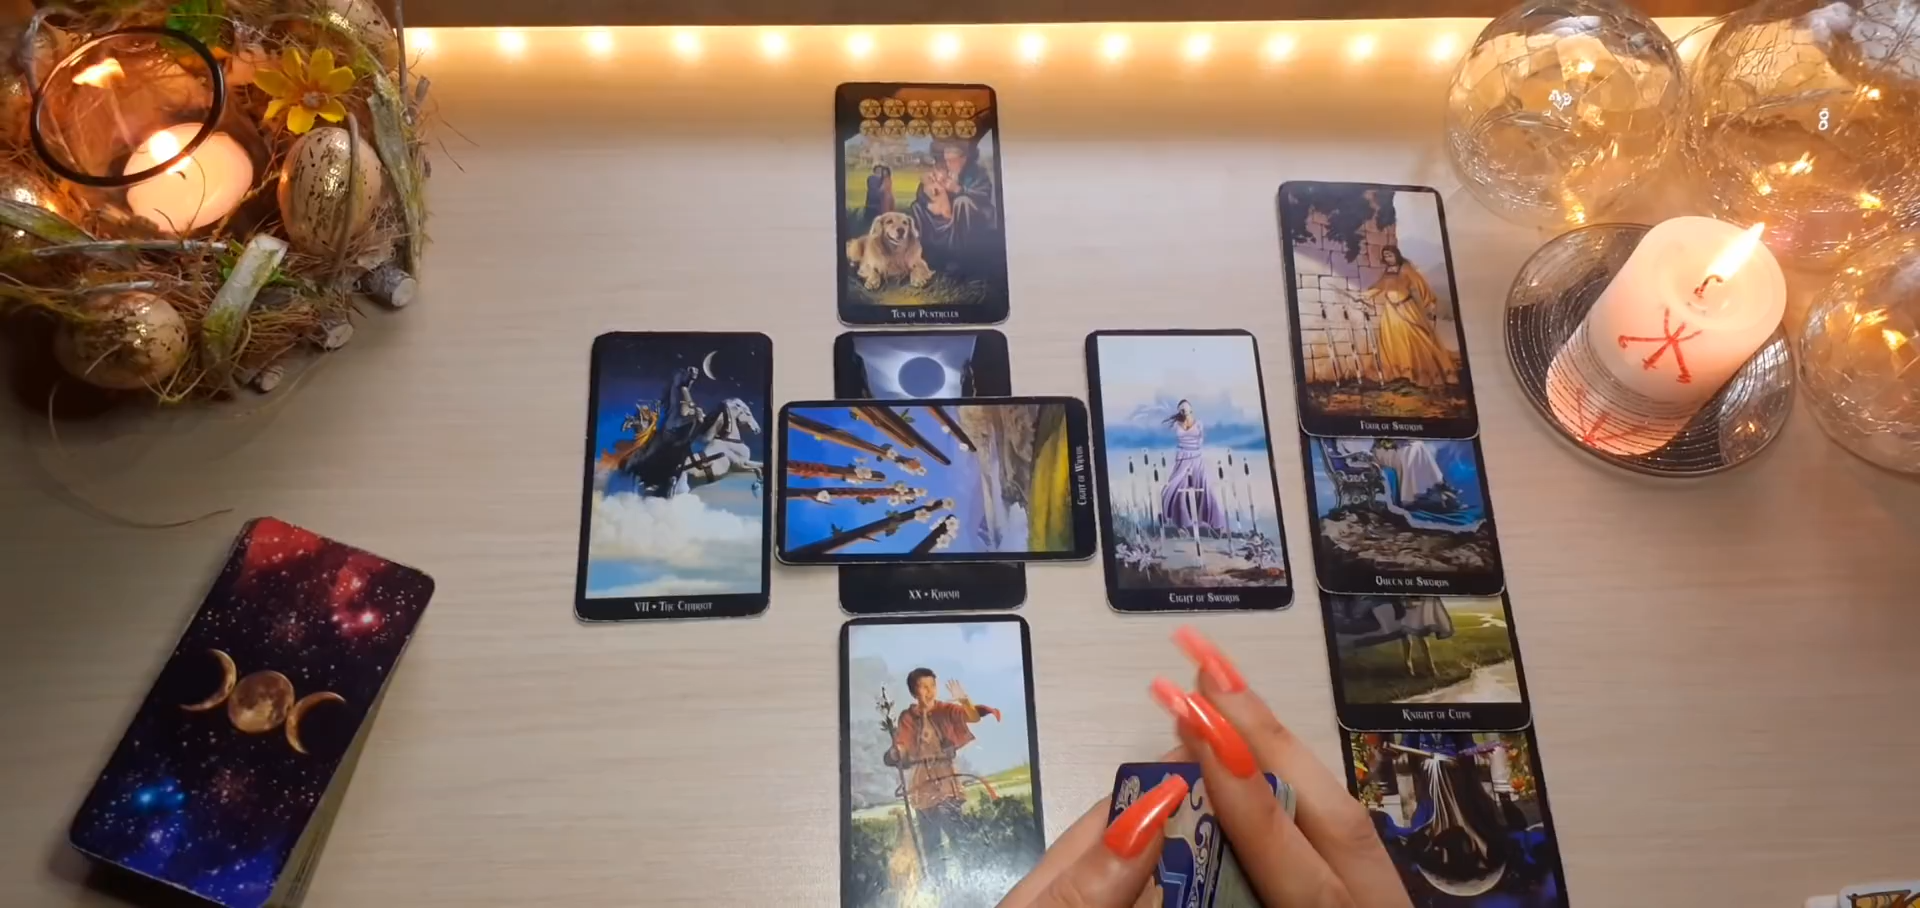 Ten of Pentacles
Four of Swords
Eight of Wands
Queen of Swords
XX • Karma
Eight of Swords
VII • The Chariot
Knight of Cups